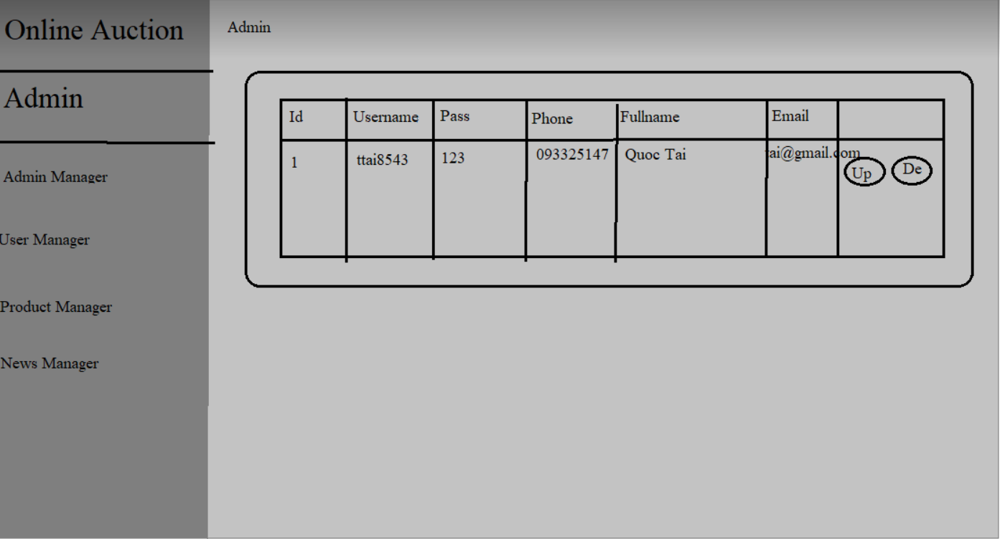 Online Auction
Admin
Admin Manager
User Manager
Product Manager
News Manager
Admin
Id Username Pass Phone Fullname Email
1 ttai8543 123 093325147 Quoc Tai tai@gmail.com Up De